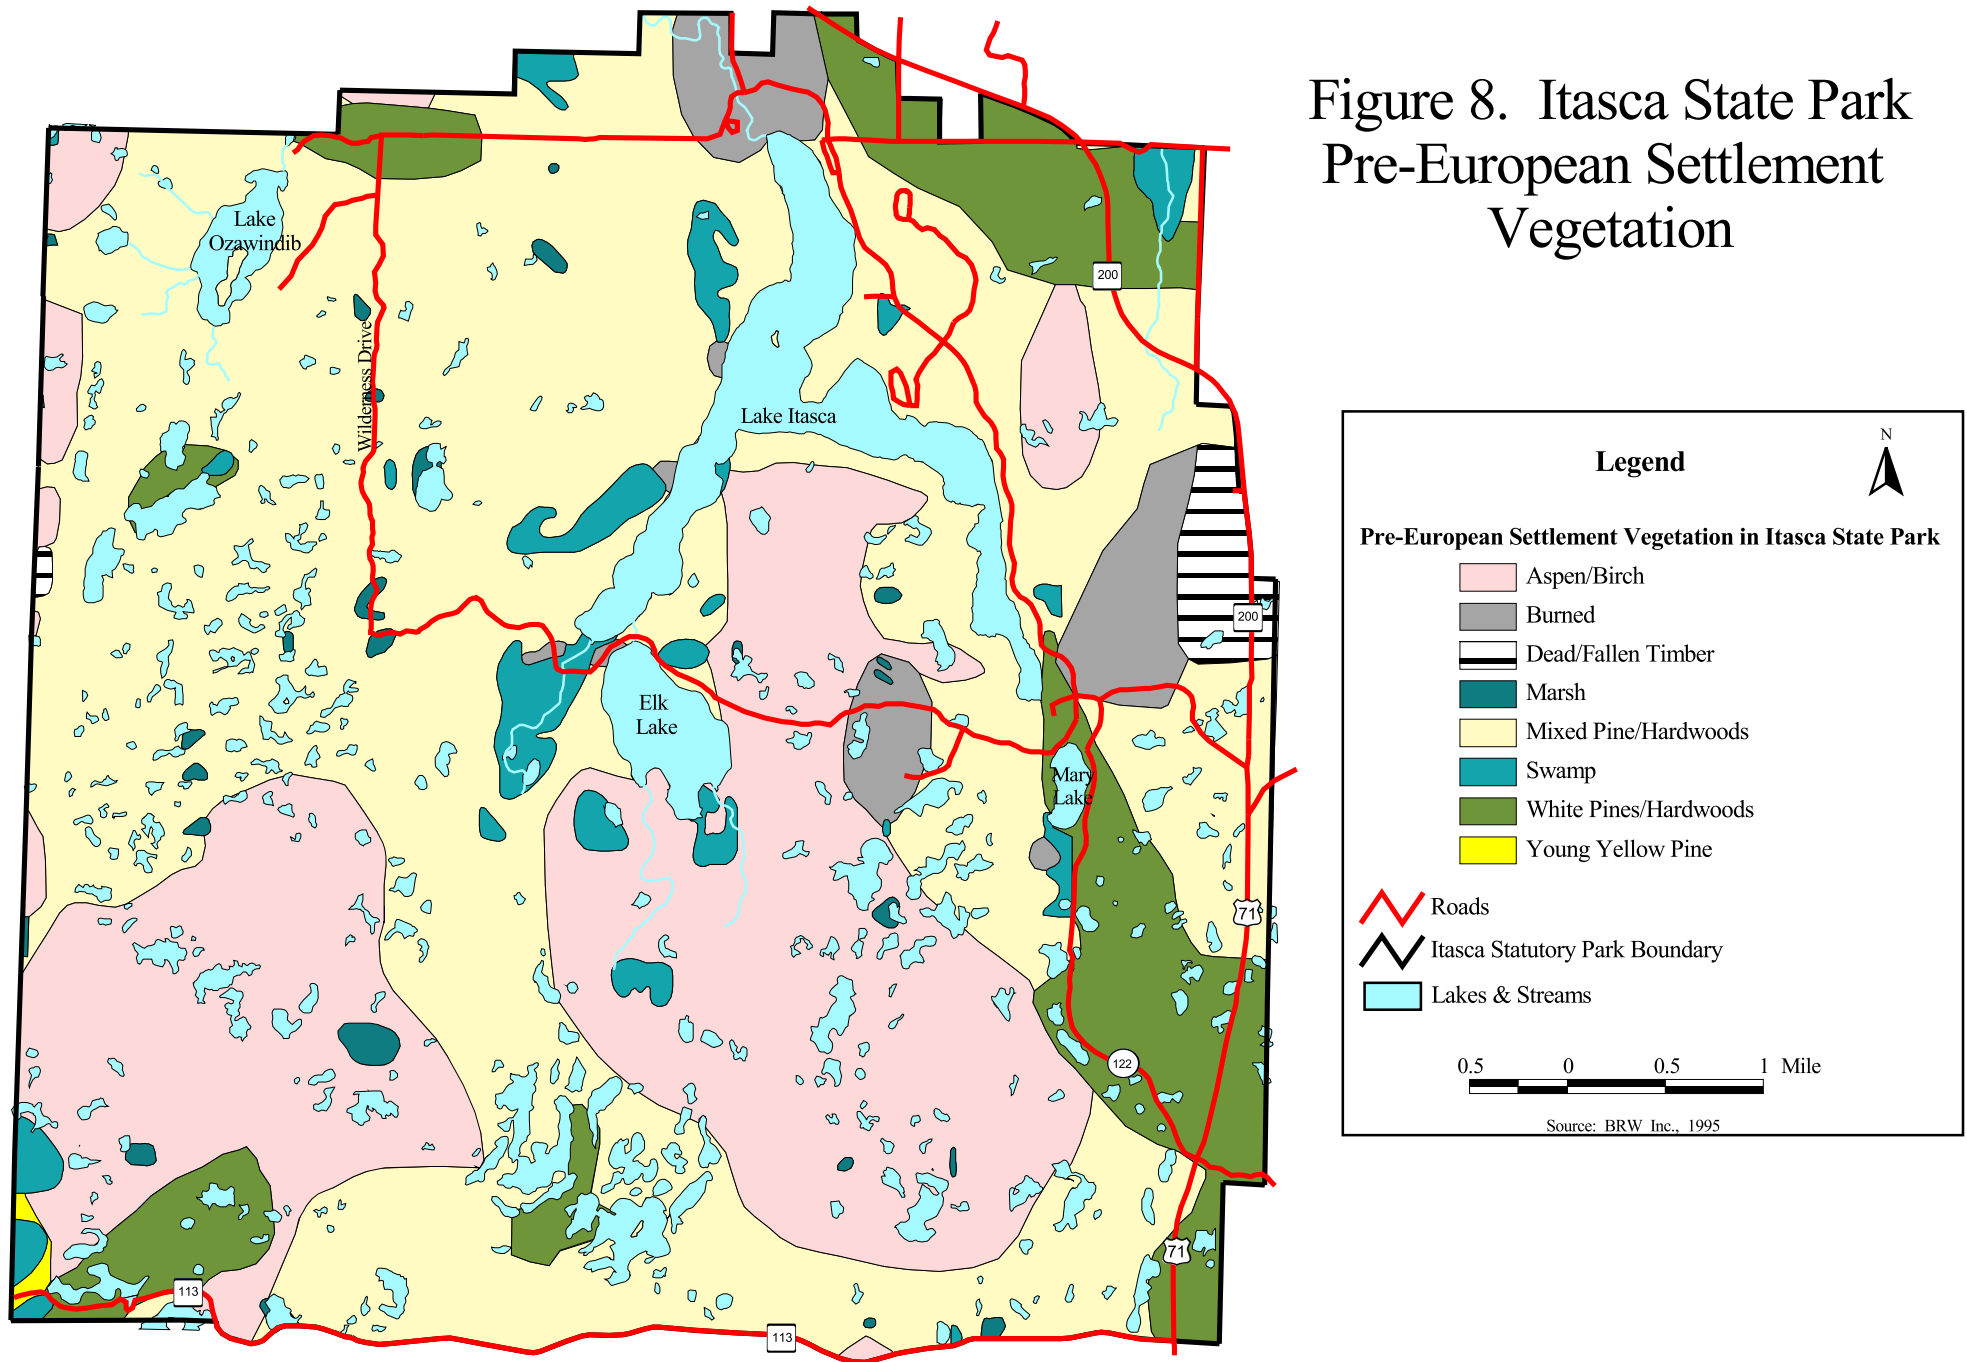 Figure 8.  Itasca State Park
Pre-European Settlement
Vegetation
Lake
Ozawindib
200
Wilderness Drive
Lake Itasca
200
Elk
Lake
Mary
Lake
71
122
71
113
113
N
Legend
Pre-European Settlement Vegetation in Itasca State Park
Aspen/Birch
Burned
Dead/Fallen Timber
Marsh
Mixed Pine/Hardwoods
Swamp
White Pines/Hardwoods
Young Yellow Pine
Roads
Itasca Statutory Park Boundary
Lakes & Streams
0.5 0 0.5 1 Mile
Source: BRW Inc., 1995